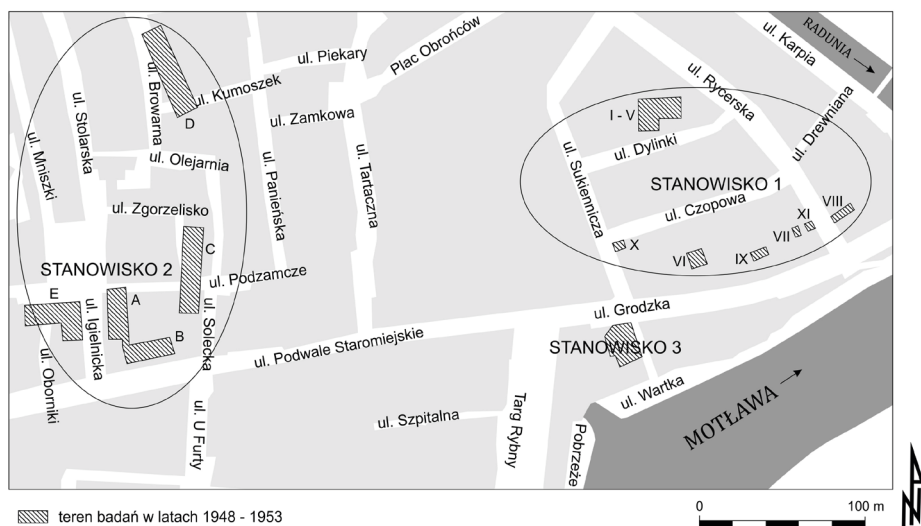 RADUNIA
ul. Karpia
Plac Obrońców
ul. Piekary
ul. Rycerska
ul. Browarna
ul. Kumoszek
ul. Stolarska
D
ul. Zamkowa
I - V
ul. Drewniana
ul. Mniszki
ul. Olejarnia
ul. Panieńska
ul. Tartaczna
ul. Sukiennicza
ul. Dylinki
STANOWISKO 1
ul. Zgorzelisko
ul. Czopowa
VIII
XI
VII
X
VI
IX
C
STANOWISKO 2
ul. Podzamcze
E
A
ul. Igielnicka
ul. Solecka
B
ul. Grodzka
ul. Podwale Staromiejskie
STANOWISKO 3
ul. Oborniki
ul. Wartka
MOTŁAWA
ul. U Furty
ul. Szpitalna
Targ Rybny
Pobrzeże
N
teren badań w latach 1948 - 1953
0 100 m